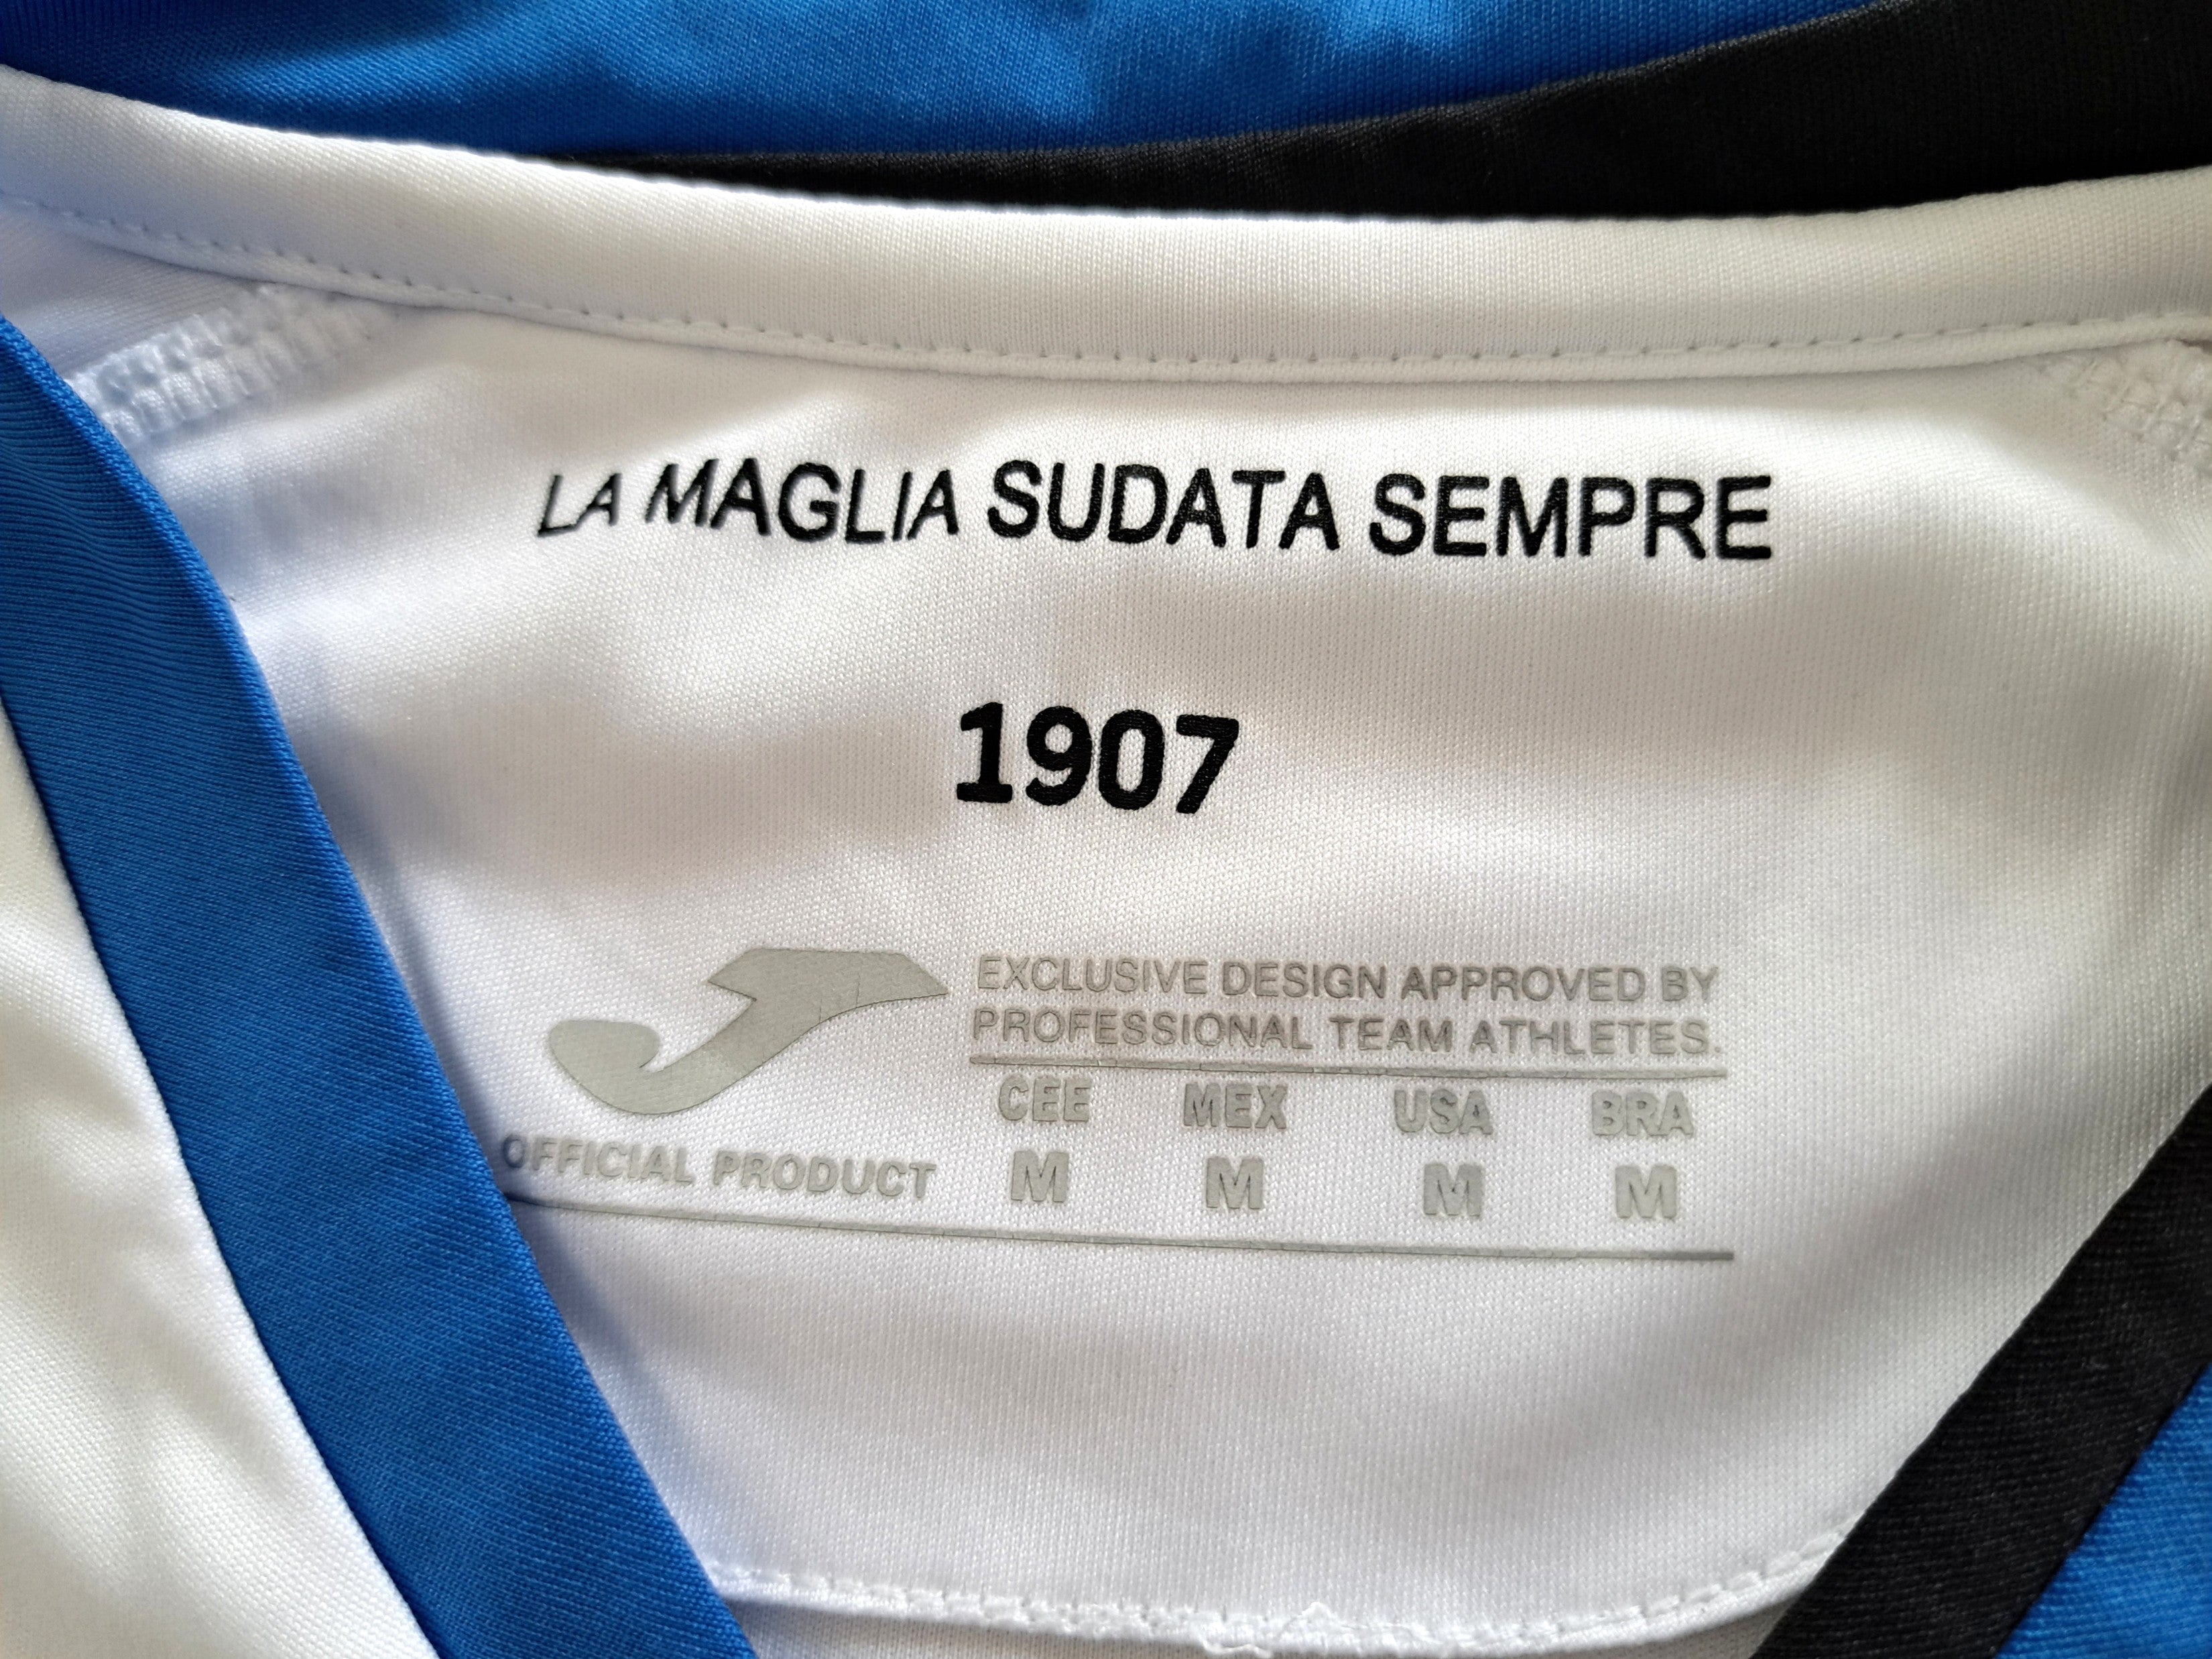 LA MAGLIA SUDATA SEMPRE
1907
EXCLUSIVE DESIGN APPROVED BY
PROFESSIONAL TEAM ATHLETES.
CEE MEX USA BRA
OFFICIAL PRODUCT M M M M